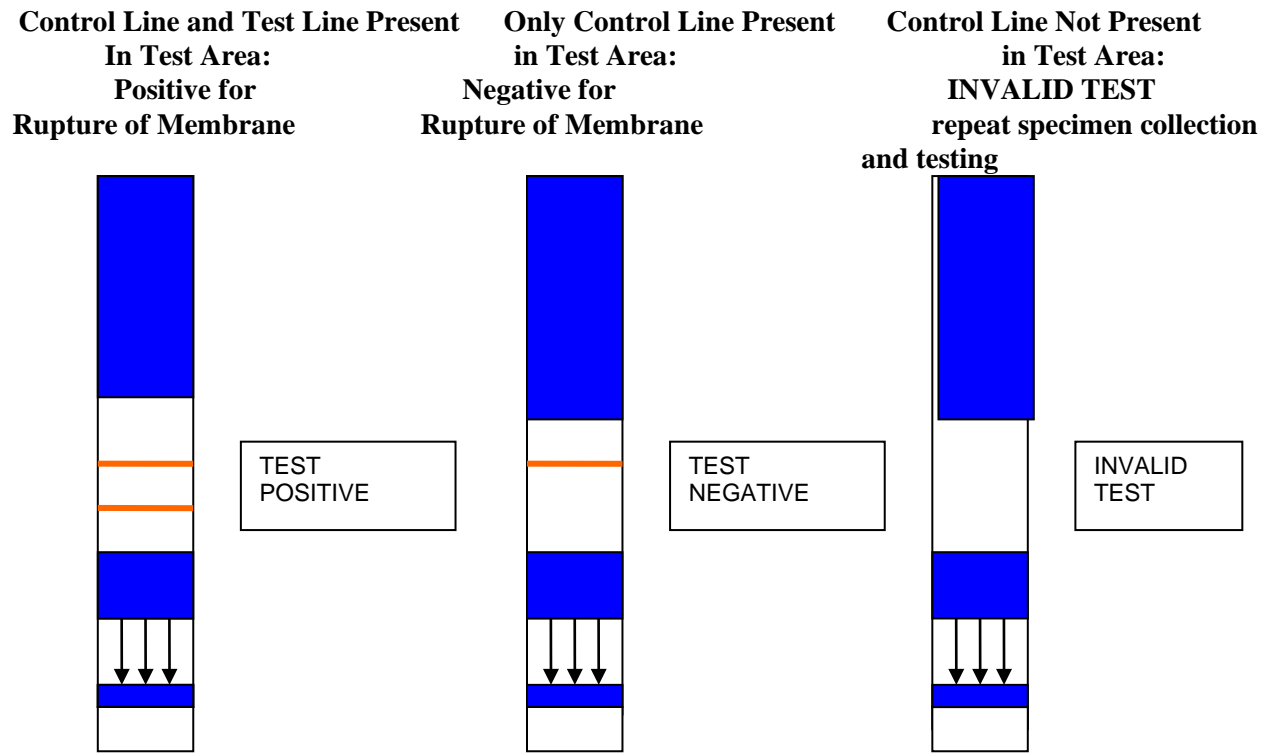 Control Line and Test Line Present
In Test Area:
Positive for
Rupture of Membrane
Only Control Line Present
in Test Area:
Negative for
Rupture of Membrane
Control Line Not Present
in Test Area:
INVALID TEST
repeat specimen collection
and testing
TEST
POSITIVE
TEST
NEGATIVE
INVALID
TEST